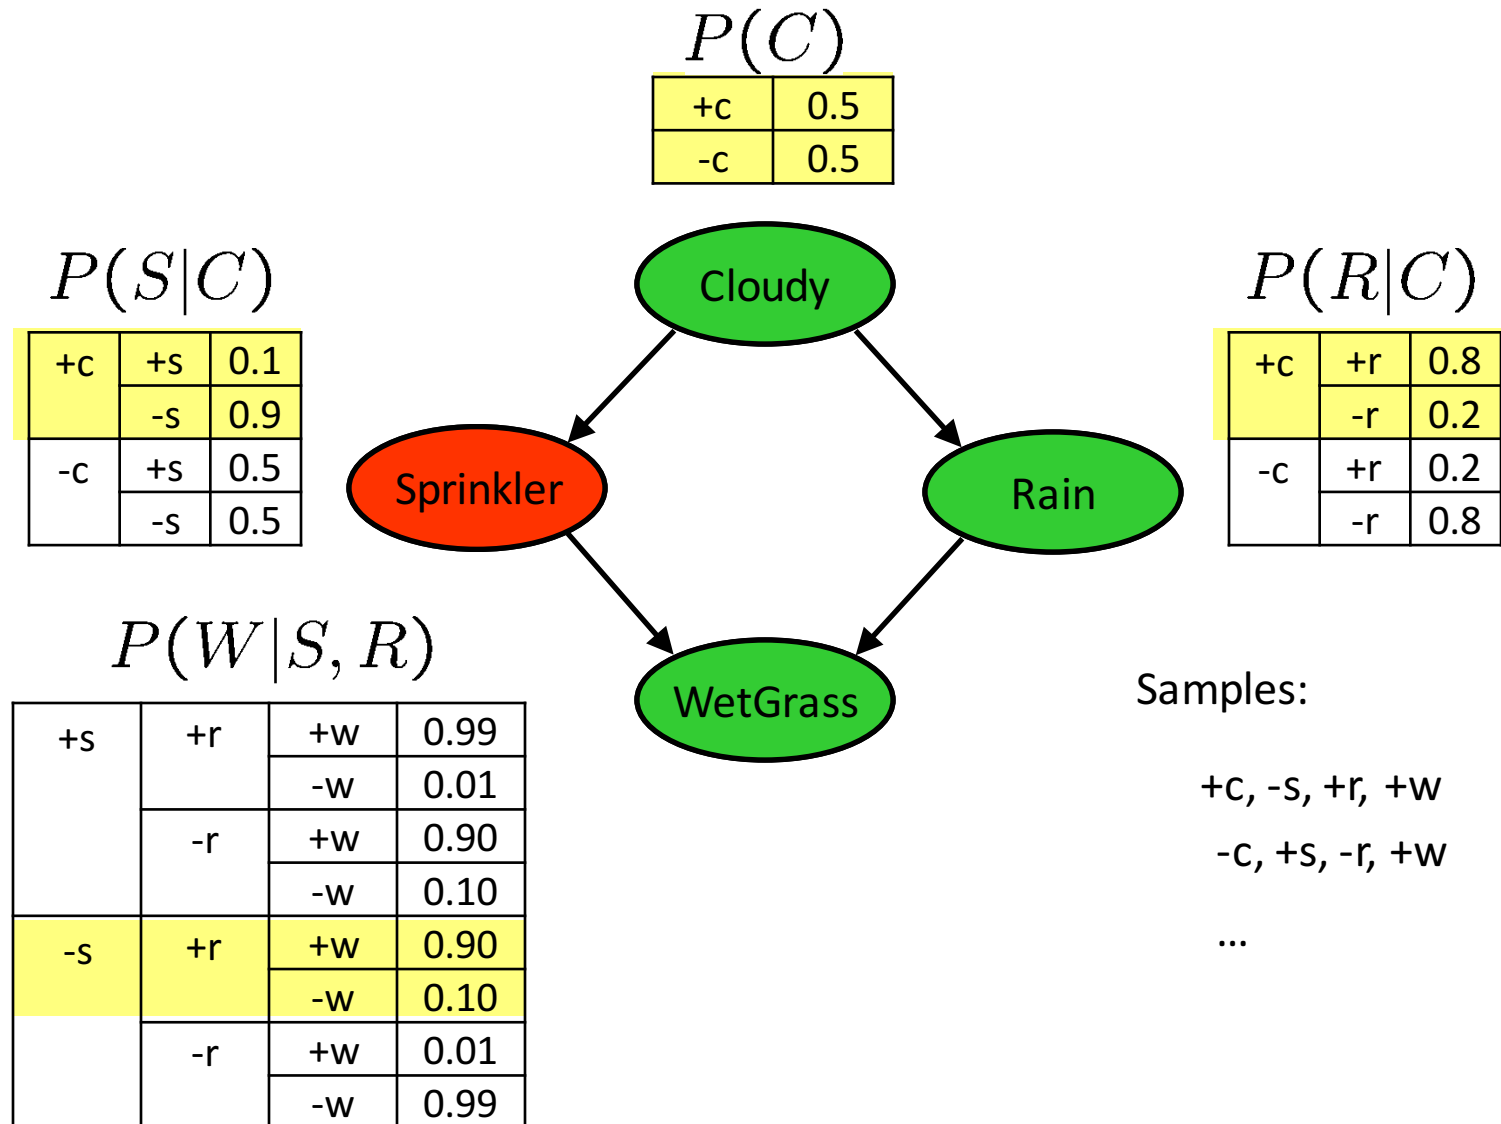 P(C)
+c 0.5
-c 0.5
Cloudy
P(S|C)
+c +s 0.1
-s 0.9
-c +s 0.5
-s 0.5
P(R|C)
+c +r 0.8
-r 0.2
-c +r 0.2
-r 0.8
Sprinkler
Rain
P(W|S, R)
+s +r +w 0.99
-w 0.01
-r +w 0.90
-w 0.10
-s +r +w 0.90
-w 0.10
-r +w 0.01
-w 0.99
WetGrass
Samples:
+c, -s, +r, +w
-c, +s, -r, +w
...